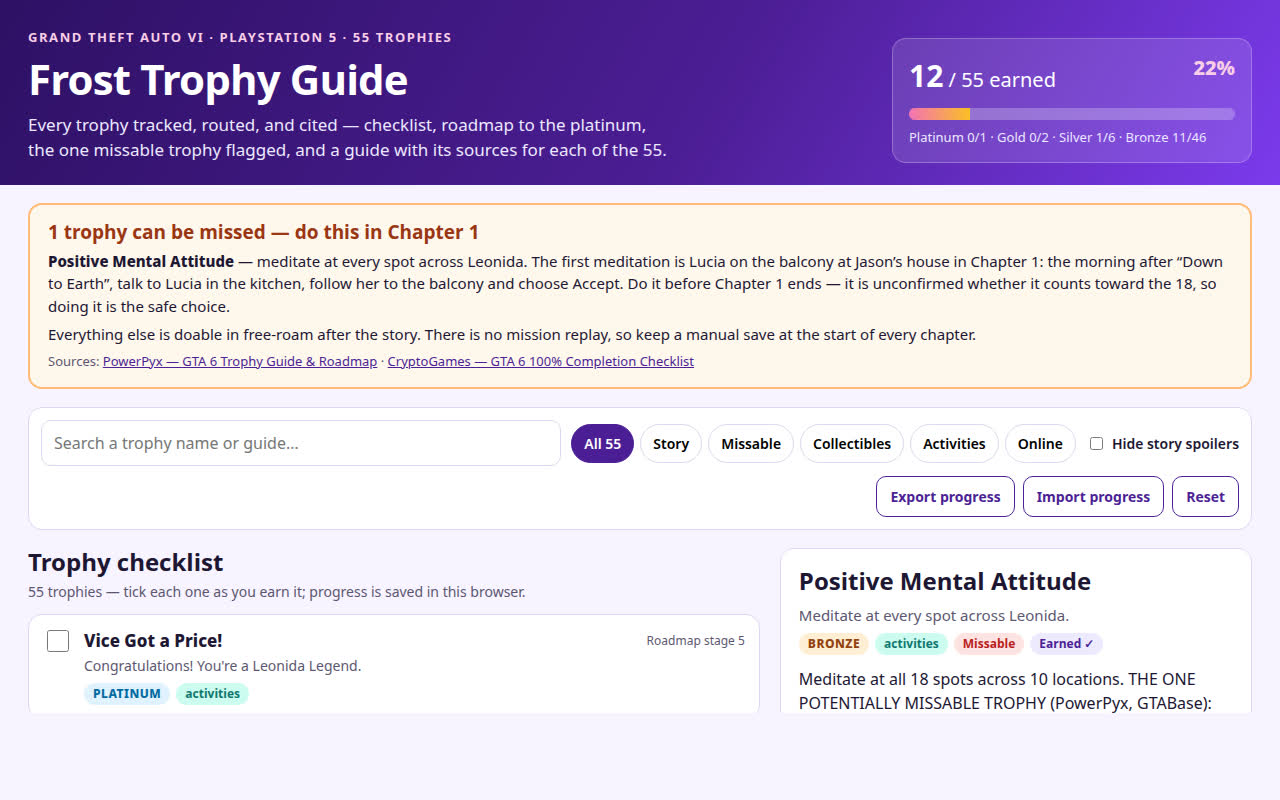 GRAND THEFT AUTO VI · PLAYSTATION 5 · 55 TROPHIES
Frost Trophy Guide
Every trophy tracked, routed, and cited — checklist, roadmap to the platinum,
the one missable trophy flagged, and a guide with its sources for each of the 55.
12 / 55 earned
22%
Platinum 0/1 · Gold 0/2 · Silver 1/6 · Bronze 11/46
1 trophy can be missed — do this in Chapter 1
Positive Mental Attitude — meditate at every spot across Leonida. The first meditation is Lucia on the balcony at Jason’s house in Chapter 1: the morning after “Down
to Earth”, talk to Lucia in the kitchen, follow her to the balcony and choose Accept. Do it before Chapter 1 ends — it is unconfirmed whether it counts toward the 18, so
doing it is the safe choice.
Everything else is doable in free-roam after the story. There is no mission replay, so keep a manual save at the start of every chapter.
Sources: PowerPyx — GTA 6 Trophy Guide & Roadmap · CryptoGames — GTA 6 100% Completion Checklist
Search a trophy name or guide...
All 55
Story
Missable
Collectibles
Activities
Online
Hide story spoilers
Export progress
Import progress
Reset
Trophy checklist
55 trophies — tick each one as you earn it; progress is saved in this browser.
Vice Got a Price!
Roadmap stage 5
Congratulations! You're a Leonida Legend.
PLATINUM
activities
Positive Mental Attitude
Meditate at every spot across Leonida.
BRONZE
activities
Missable
Earned ✓
Meditate at all 18 spots across 10 locations. THE ONE
POTENTIALLY MISSABLE TROPHY (PowerPyx, GTABase):